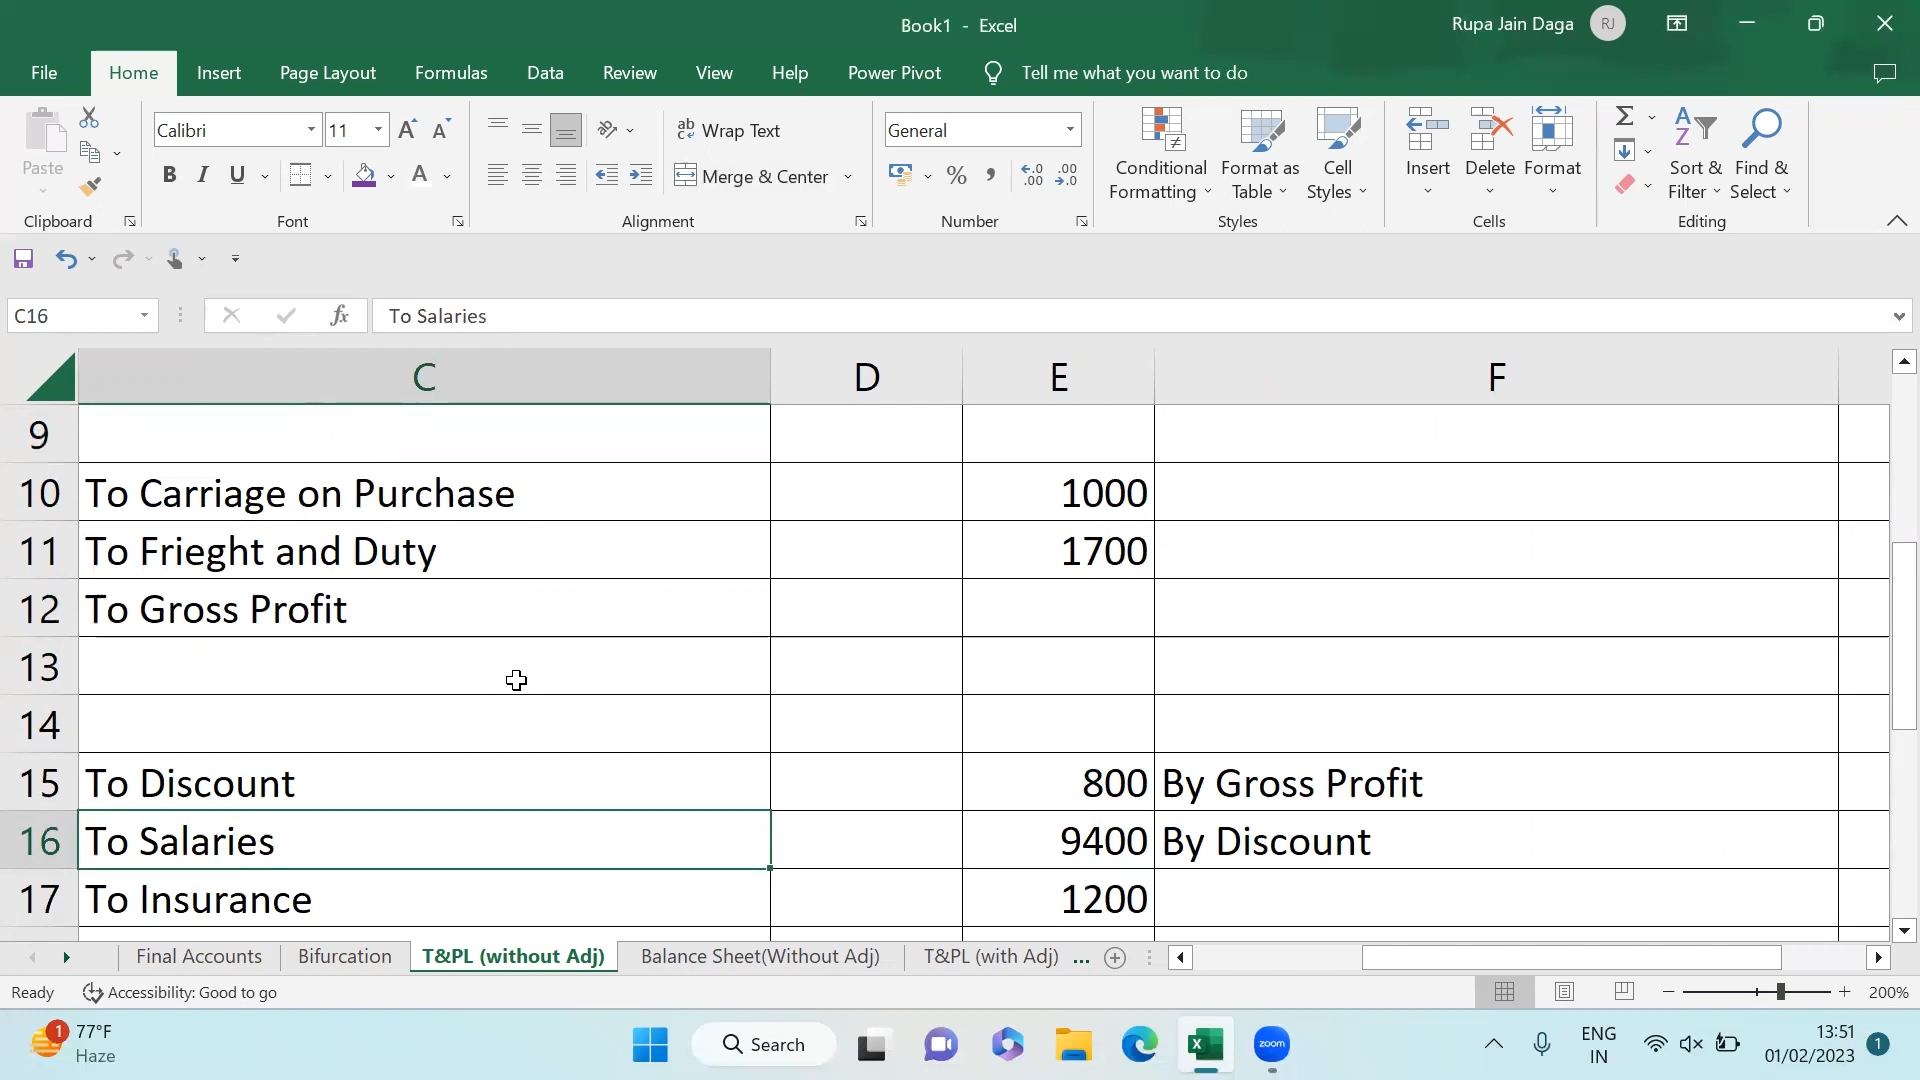 Book1 - Excel
Rupa Jain Daga RJ
File Home Insert Page Layout Formulas Data Review View Help Power Pivot Tell me what you want to do
Paste
Calibri 11
ab Wrap Text
General
B I U A
Merge & Center
% , .00 .00
Conditional Formatting
Format as Table
Cell Styles
Insert Delete Format
Sort & Filter
Find & Select
Clipboard Font Alignment Number Styles Cells Editing
C16 fx To Salaries
C D E F
9
10 To Carriage on Purchase 1000
11 To Frieght and Duty 1700
12 To Gross Profit
13
14
15 To Discount 800 By Gross Profit
16 To Salaries 9400 By Discount
17 To Insurance 1200
Final Accounts Bifurcation T&PL (without Adj) Balance Sheet(Without Adj) T&PL (with Adj) ...
Ready Accessibility: Good to go 200%
1 77°F
Haze
Search
zoom
ENG
IN
13:51
01/02/2023
1